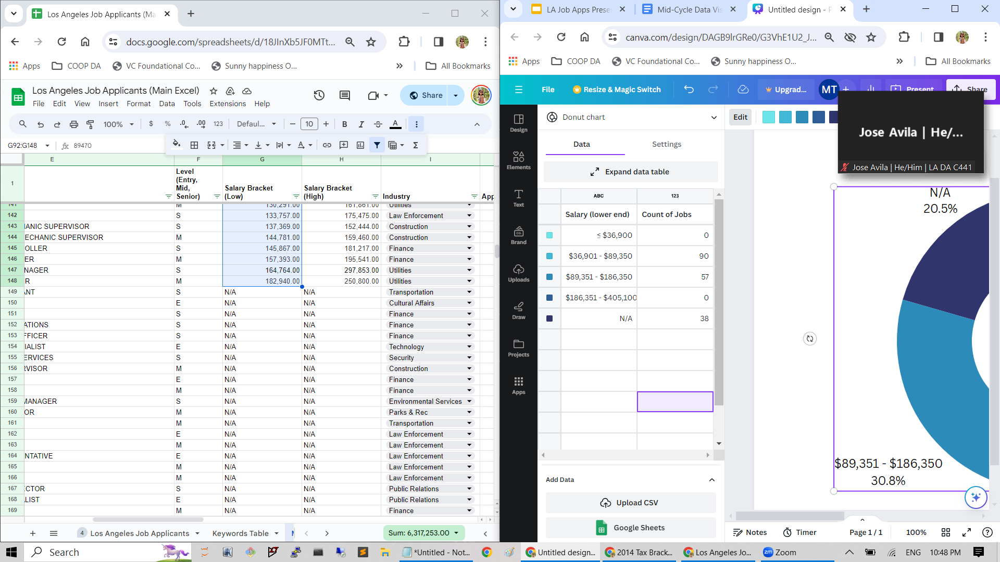 Los Angeles Job Applicants (Ma
docs.google.com/spreadsheets/d/18JInXb5JF0MTt...
Apps
COOP DA
VC Foundational Co...
Sunny happiness O...
All Bookmarks
Los Angeles Job Applicants (Main Excel)
Share
File Edit View Insert Format Data Tools Extensions Help
100% $ % .0 .00 123 Defaul... 10 B I A
G92:G148 fx 89470
E F G H I
1 Level (Entry, Mid, Senior) Salary Bracket (Low) Salary Bracket (High) Industry App
141 M 130,291.00 161,861.00 Utilities
142 S 133,757.00 175,475.00 Law Enforcement
143 IANIC SUPERVISOR S 137,369.00 152,444.00 Construction
144 ECHANIC SUPERVISOR M 144,781.00 159,460.00 Construction
145 OLLER S 145,867.00 181,217.00 Finance
146 ER M 157,393.00 195,541.00 Finance
147 NAGER S 164,764.00 297,853.00 Utilities
148 R M 182,940.00 250,800.00 Utilities
149 ANT S N/A N/A Transportation
150 E N/A N/A Cultural Affairs
151 S N/A N/A Finance
152 ATIONS S N/A N/A Finance
153 FFICER S N/A N/A Finance
154 IALIST E N/A N/A Technology
155 ERVICES S N/A N/A Security
156 RVISOR M N/A N/A Construction
157 E N/A N/A Finance
158 M N/A N/A Finance
159 MANAGER S N/A N/A Environmental Services
160 OR M N/A N/A Parks & Rec
161 M N/A N/A Transportation
162 E N/A N/A Law Enforcement
163 M N/A N/A Law Enforcement
164 NTATIVE E N/A N/A Law Enforcement
165 M N/A N/A Law Enforcement
166 M N/A N/A Law Enforcement
167 ECTOR S N/A N/A Public Relations
168 LIST E N/A N/A Public Relations
169 M N/A N/A Finance
4 Los Angeles Job Applicants Keywords Table Sum: 6,317,253.00
LA Job Apps Prese
Mid-Cycle Data Vis
Untitled design - P
canva.com/design/DAGB9lrGRe0/G3VhE1U2_J...
Apps
COOP DA
VC Foundational Co...
Sunny happiness O...
All Bookmarks
File Resize & Magic Switch Upgrad... MT Present Share
Design
Elements
Text
Brand
Uploads
Draw
Projects
Apps
Donut chart
Data Settings
Expand data table
ABC 123
Salary (lower end) Count of Jobs
≤ $36,900 0
$36,901 - $89,350 90
$89,351 - $186,350 57
$186,351 - $405,100 0
N/A 38
Add Data
Upload CSV
Google Sheets
Edit
Jose Avila | He/...
Jose Avila | He/Him | LA DA C441
N/A
20.5%
$89,351 - $186,350
30.8%
Notes Timer Page 1 / 1 100%
Search
*Untitled - Not...
Untitled design...
2014 Tax Brack...
Los Angeles Jo...
zm Zoom
ENG 10:48 PM